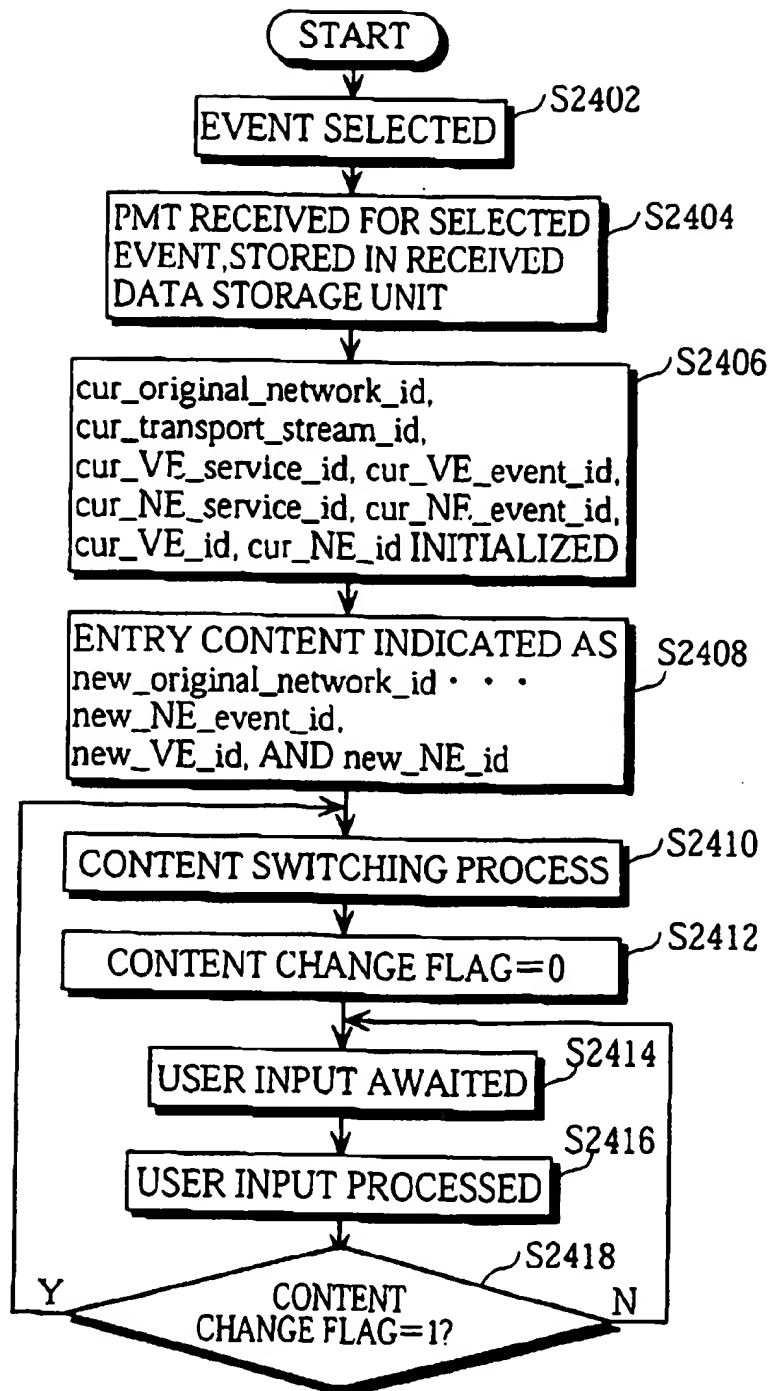 START
S2402
EVENT SELECTED
S2404
PMT RECEIVED FOR SELECTED
EVENT,STORED IN RECEIVED
DATA STORAGE UNIT
S2406
cur_original_network_id,
cur_transport_stream_id,
cur_VE_service_id, cur_VE_event_id,
cur_NE_service_id, cur_NE_event_id,
cur_VE_id, cur_NE_id INITIALIZED
S2408
ENTRY CONTENT INDICATED AS
new_original_network_id · · ·
new_NE_event_id,
new_VE_id, AND new_NE_id
S2410
CONTENT SWITCHING PROCESS
S2412
CONTENT CHANGE FLAG=0
S2414
USER INPUT AWAITED
S2416
USER INPUT PROCESSED
S2418
Y
CONTENT
CHANGE FLAG=1?
N